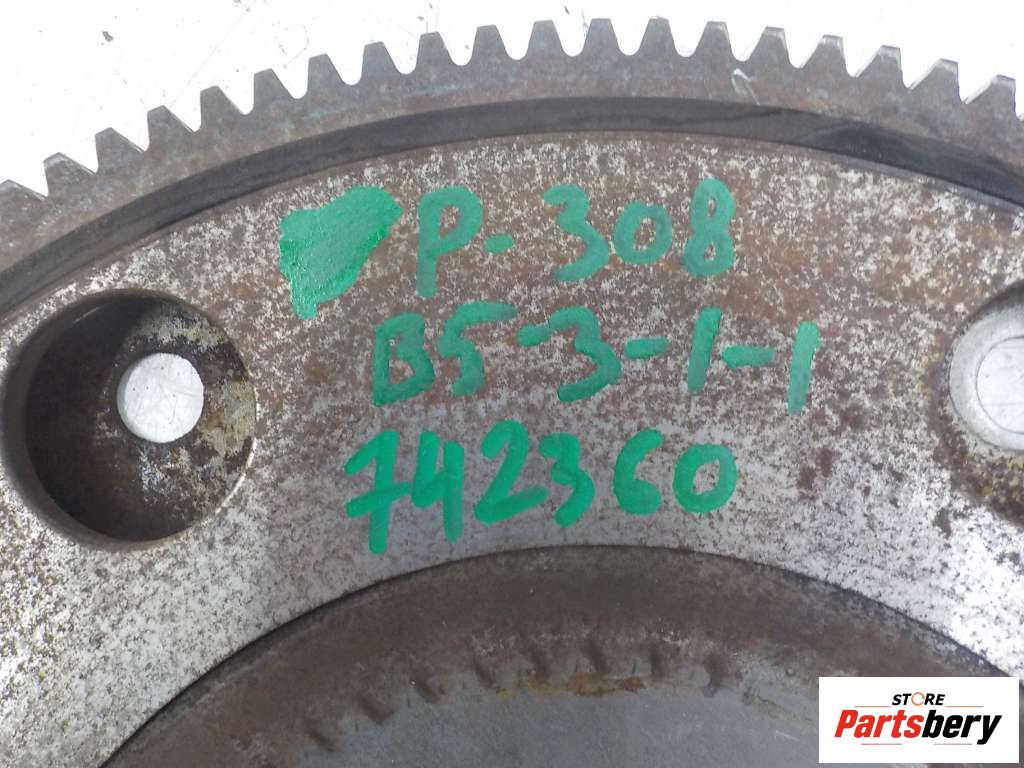 P-308
B5-3-1-1
742360
STORE
Partsbery